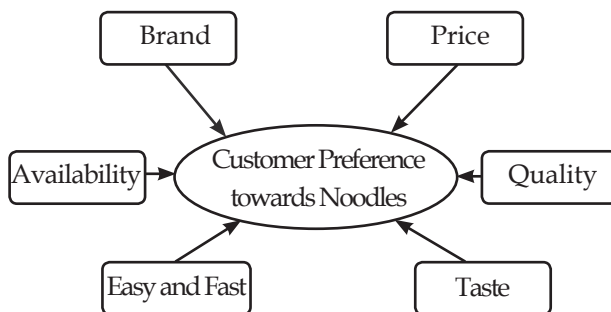 Brand
Price
Availability
Customer Preference
towards Noodles
Quality
Easy and Fast
Taste